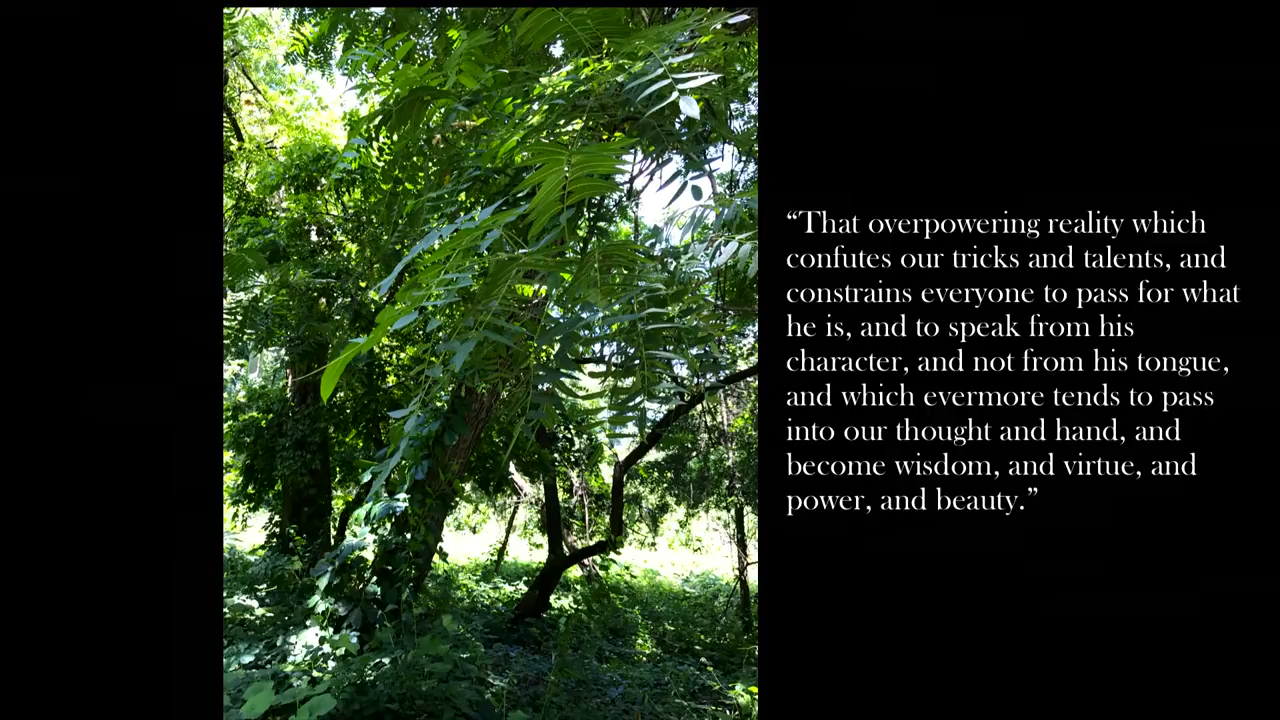 “That overpowering reality which
confutes our tricks and talents, and
constrains everyone to pass for what
he is, and to speak from his
character, and not from his tongue,
and which evermore tends to pass
into our thought and hand, and
become wisdom, and virtue, and
power, and beauty.”